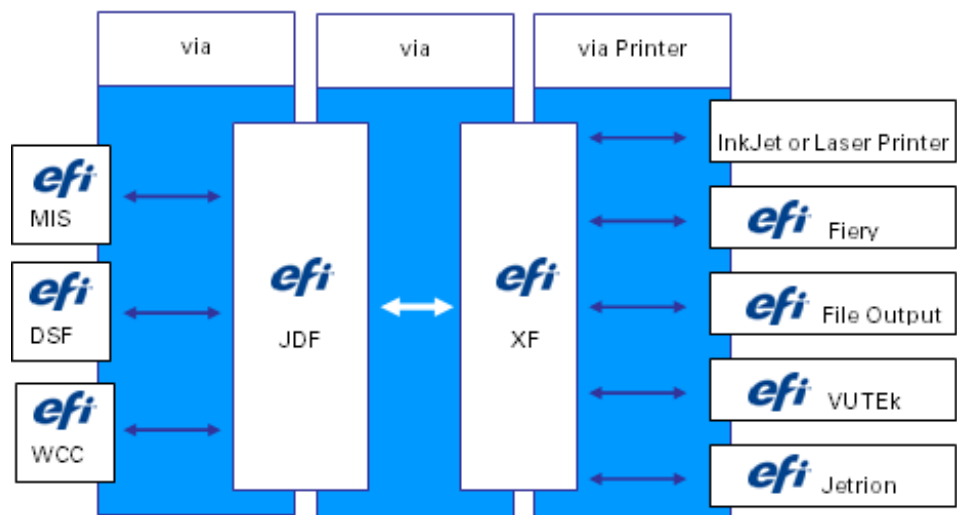 via
via
via Printer
efi
MIS
efi
DSF
efi
WCC
efi
JDF
efi
XF
InkJet or Laser Printer
efi Fiery
efi File Output
efi VUTEk
efi Jetrion